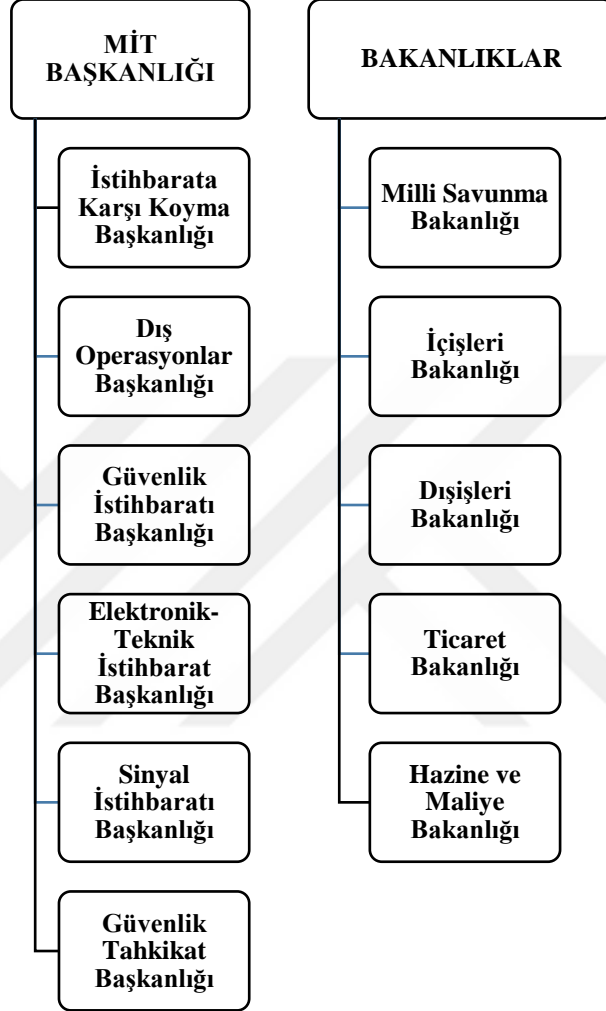 MİT
BAŞKANLIĞI
İstihbarata
Karşı Koyma
Başkanlığı
Dış
Operasyonlar
Başkanlığı
Güvenlik
İstihbaratı
Başkanlığı
Elektronik-
Teknik
İstihbarat
Başkanlığı
Sinyal
İstihbaratı
Başkanlığı
Güvenlik
Tahkikat
Başkanlığı
BAKANLIKLAR
Milli Savunma
Bakanlığı
İçişleri
Bakanlığı
Dışişleri
Bakanlığı
Ticaret
Bakanlığı
Hazine ve
Maliye
Bakanlığı